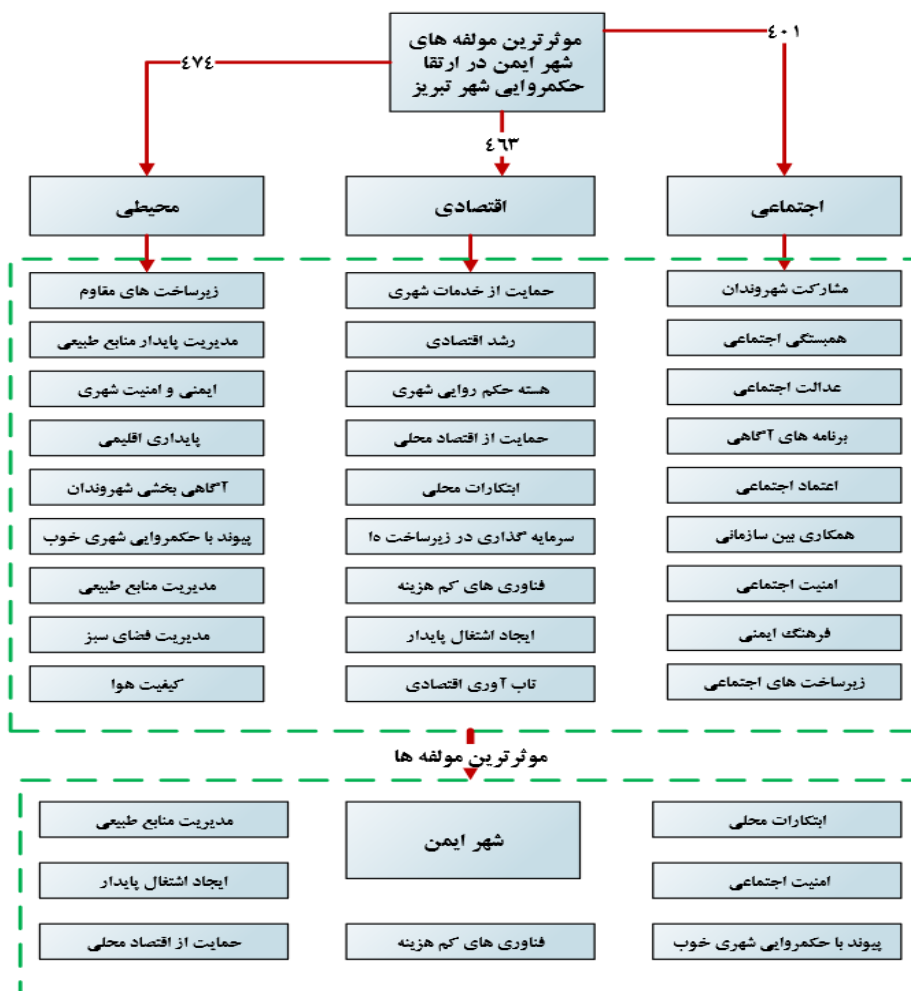 موثرترین مولفه های
شهر ایمن در ارتقا
حکمروایی شهر تبریز
٤٠١
٤٧٤
٤٦٣
اجتماعی
اقتصادی
محیطی
مشارکت شهروندان
حمایت از خدمات شهری
زیرساخت های مقاوم
همبستگی اجتماعی
رشد اقتصادی
مدیریت پایدار منابع طبیعی
عدالت اجتماعی
هسته حکم روایی شهری
ایمنی و امنیت شهری
برنامه های آگاهی
حمایت از اقتصاد محلی
پایداری اقلیمی
اعتماد اجتماعی
ابتکارات محلی
آگاهی بخشی شهروندان
همکاری بین سازمانی
سرمایه گذاری در زیرساخت ها
پیوند با حکمروایی شهری خوب
امنیت اجتماعی
فناوری های کم هزینه
مدیریت منابع طبیعی
فرهنگ ایمنی
ایجاد اشتغال پایدار
مدیریت فضای سبز
زیرساخت های اجتماعی
تاب آوری اقتصادی
کیفیت هوا
موثرترین مولفه ها
ابتکارات محلی
شهر ایمن
مدیریت منابع طبیعی
امنیت اجتماعی
ایجاد اشتغال پایدار
پیوند با حکمروایی شهری خوب
فناوری های کم هزینه
حمایت از اقتصاد محلی